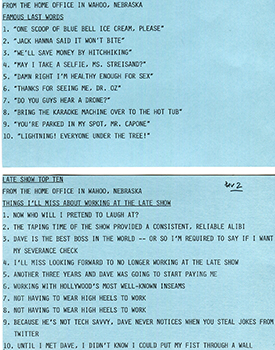 FROM THE HOME OFFICE IN WAHOO, NEBRASKA
FAMOUS LAST WORDS
1. "ONE SCOOP OF BLUE BELL ICE CREAM, PLEASE"
2. "JACK HANNA SAID IT WON'T BITE"
3. "WE'LL SAVE MONEY BY HITCHHIKING"
4. "MAY I TAKE A SELFIE, MS. STREISAND?"
5. "DAMN RIGHT I'M HEALTHY ENOUGH FOR SEX"
6. "THANKS FOR SEEING ME, DR. OZ"
7. "DO YOU GUYS HEAR A DRONE?"
8. "BRING THE KARAOKE MACHINE OVER TO THE HOT TUB"
9. "YOU'RE PARKED IN MY SPOT, MR. CAPONE"
10. "LIGHTNING! EVERYONE UNDER THE TREE!"
LATE SHOW TOP TEN
rev 2
FROM THE HOME OFFICE IN WAHOO, NEBRASKA
THINGS I'LL MISS ABOUT WORKING AT THE LATE SHOW
1. NOW WHO WILL I PRETEND TO LAUGH AT?
2. THE TAPING TIME OF THE SHOW PROVIDED A CONSISTENT, RELIABLE ALIBI
3. DAVE IS THE BEST BOSS IN THE WORLD -- OR SO I'M REQUIRED TO SAY IF I WANT
MY SEVERANCE CHECK
4. I'LL MISS LOOKING FORWARD TO NO LONGER WORKING AT THE LATE SHOW
5. ANOTHER THREE YEARS AND DAVE WAS GOING TO START PAYING ME
6. WORKING WITH HOLLYWOOD'S MOST WELL-KNOWN INSEAMS
7. NOT HAVING TO WEAR HIGH HEELS TO WORK
8. NOT HAVING TO WEAR HIGH HEELS TO WORK
9. BECAUSE HE'S NOT TECH SAVVY, DAVE NEVER NOTICES WHEN YOU STEAL JOKES FROM
TWITTER
10. UNTIL I MET DAVE, I DIDN'T KNOW I COULD PUT MY FIST THROUGH A WALL